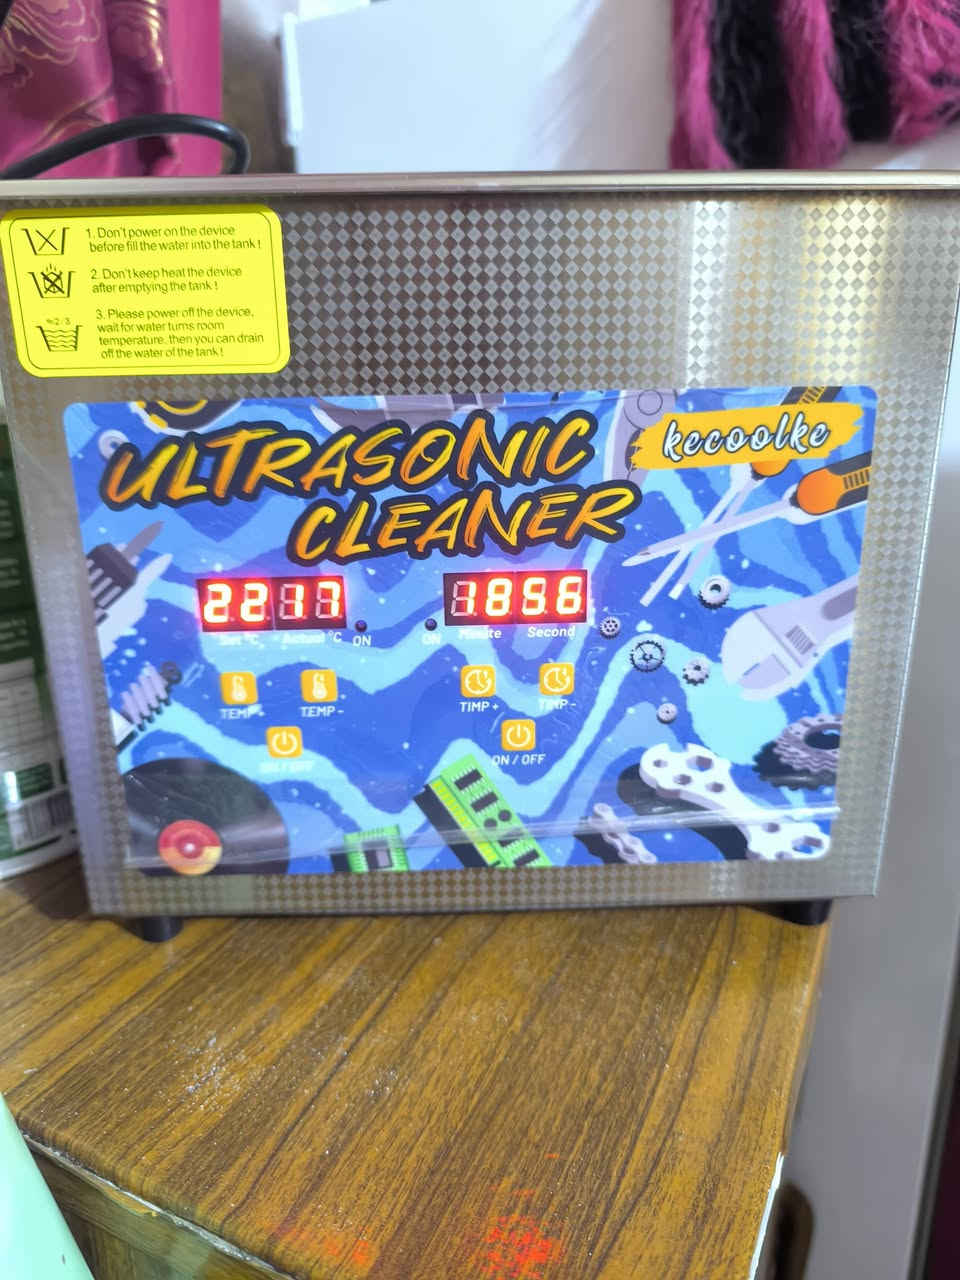 1. Don't power on the device
before fill the water into the tank !
2. Don't keep heat the device
after emptying the tank !
3. Please power off the device,
wait for water turns room
temperature. then you can drain
off the water of the tank !
kecoolke
ULTRASONIC
CLEANER
2217 1856
Set °C Actual °C ON ON Minute Second
TEMP + TEMP - TIMP + TIMP -
ON / OFF ON / OFF